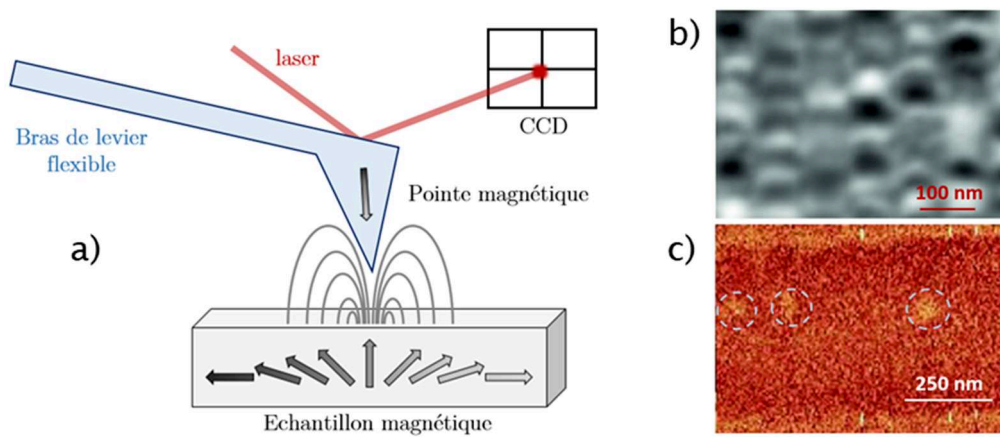 a)
laser
CCD
Bras de levier
flexible
Pointe magnétique
Echantillon magnétique
b)
100 nm
c)
250 nm